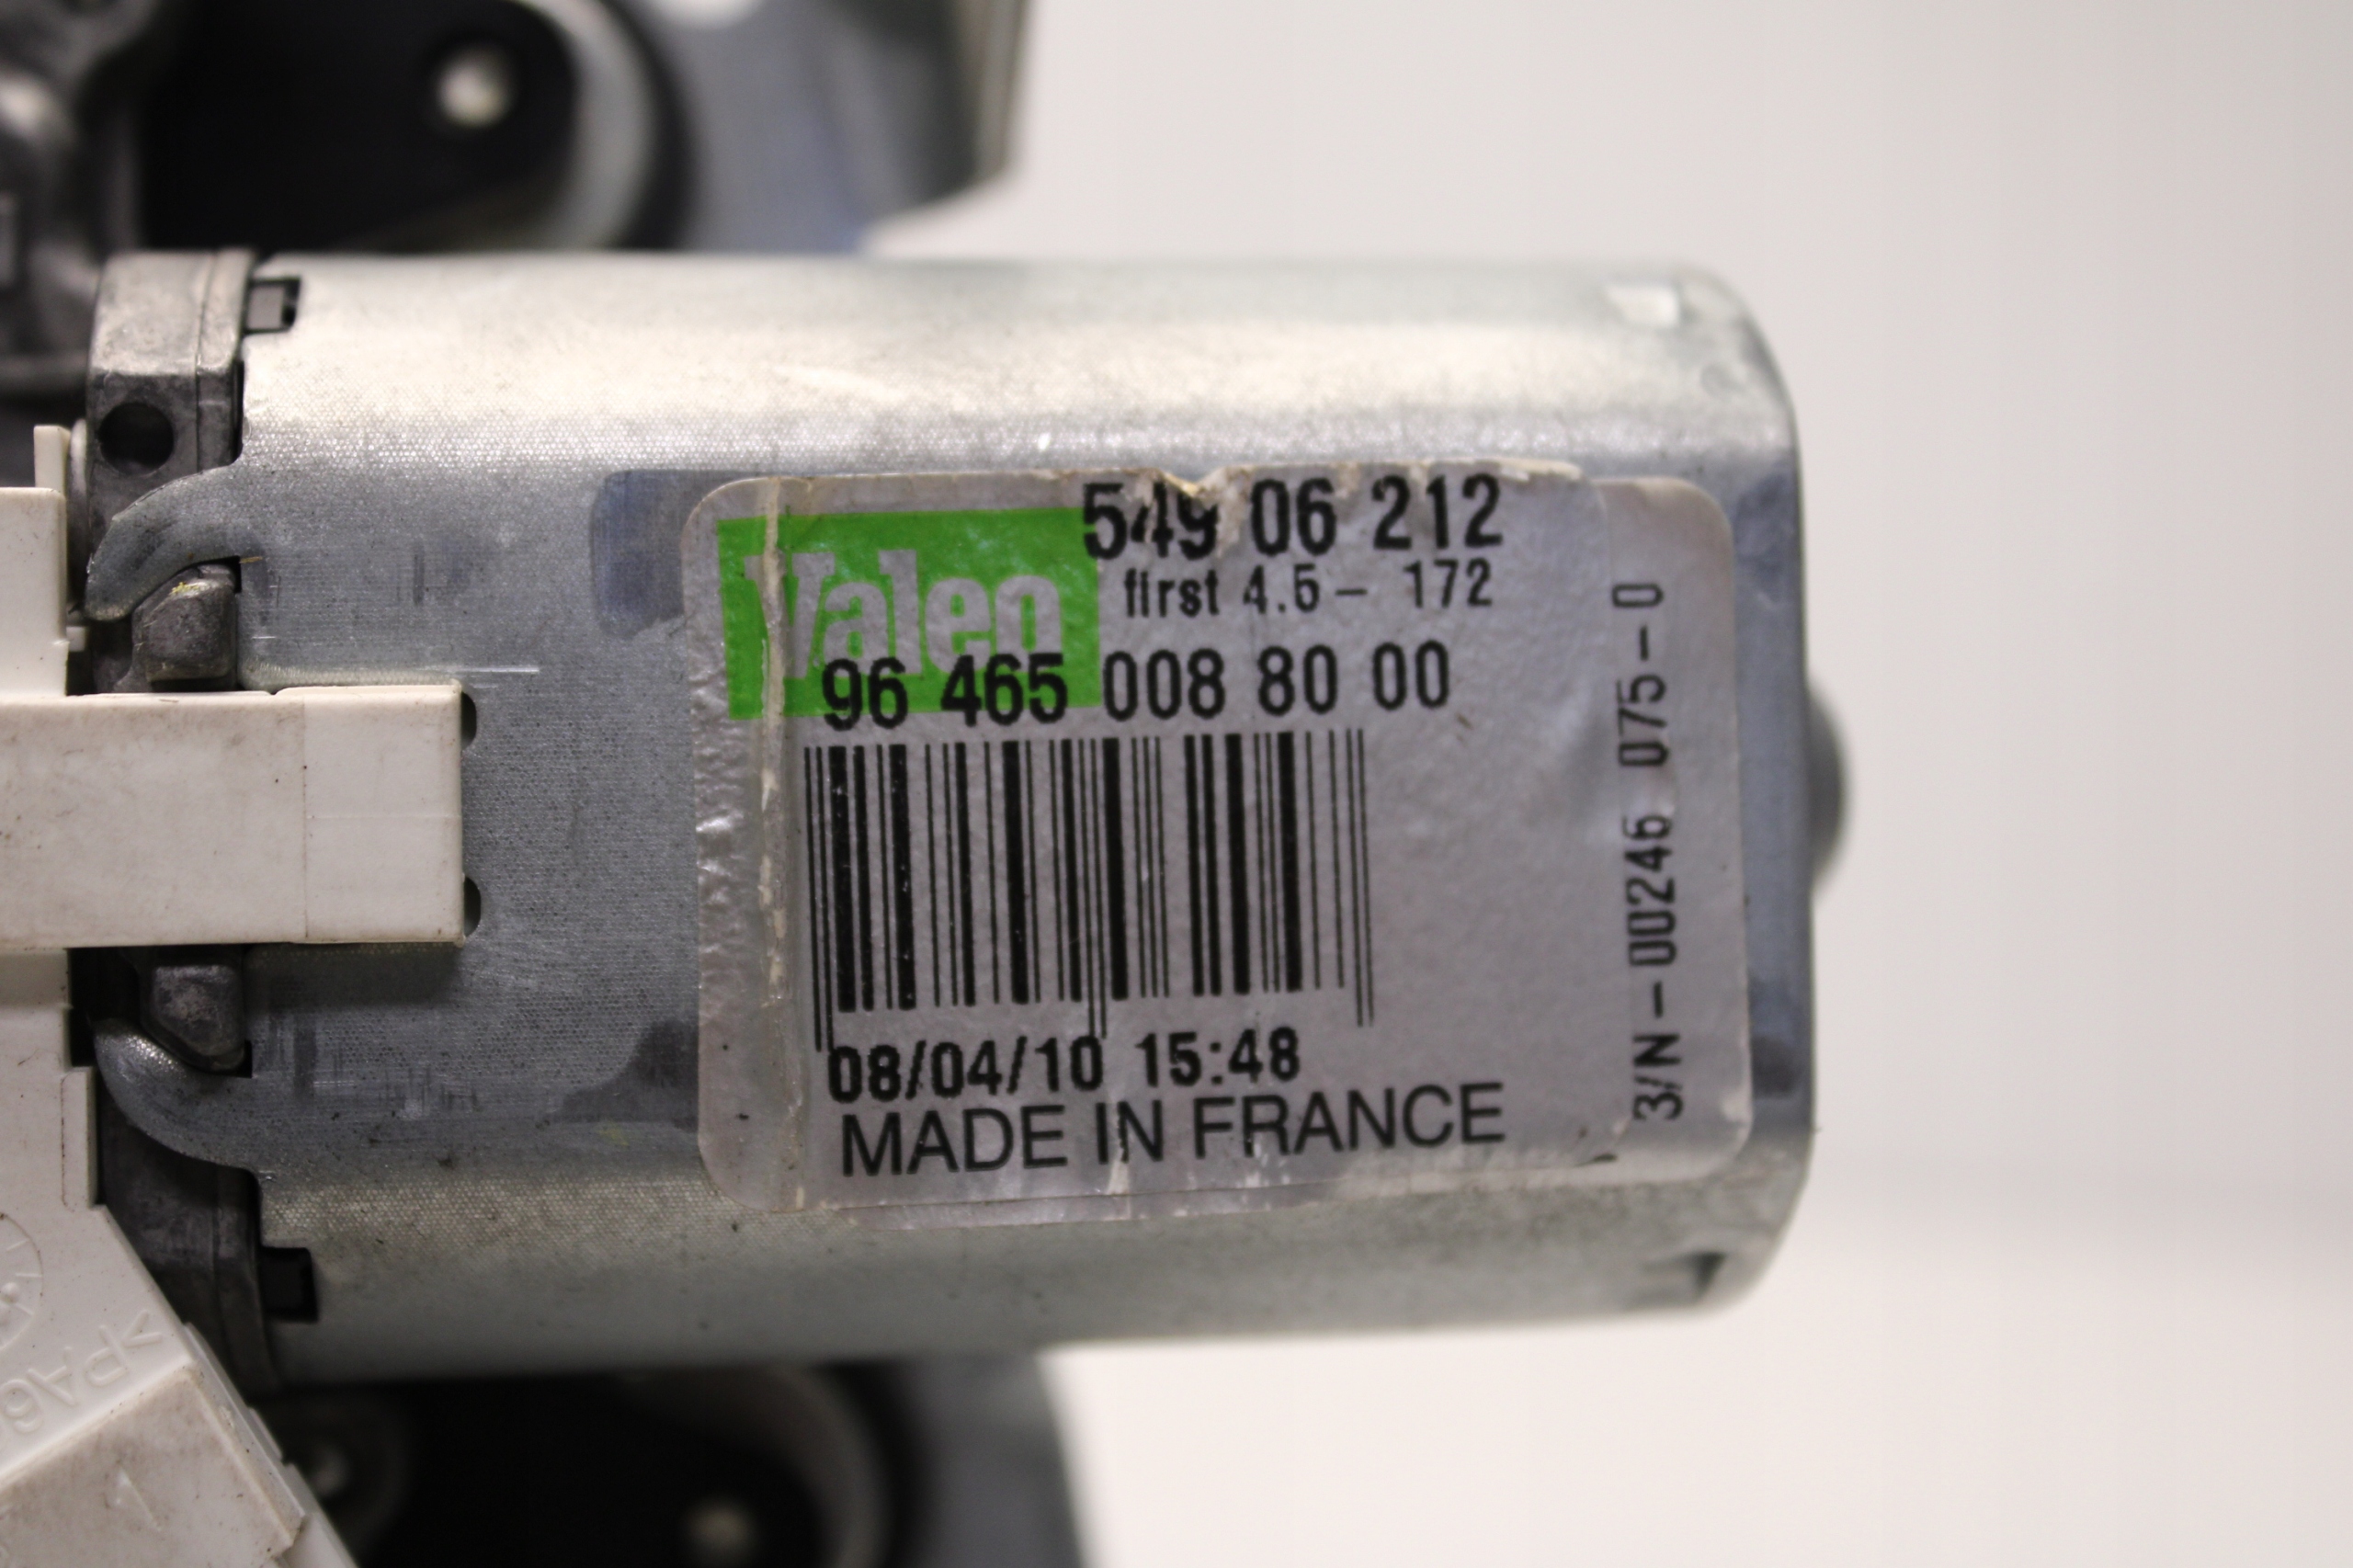 549 06 212
Valeo
first 4.5 - 172
96 465 008 80 00
08/04/10 15:48
MADE IN FRANCE
3/N - 00246 075-0
>PA6